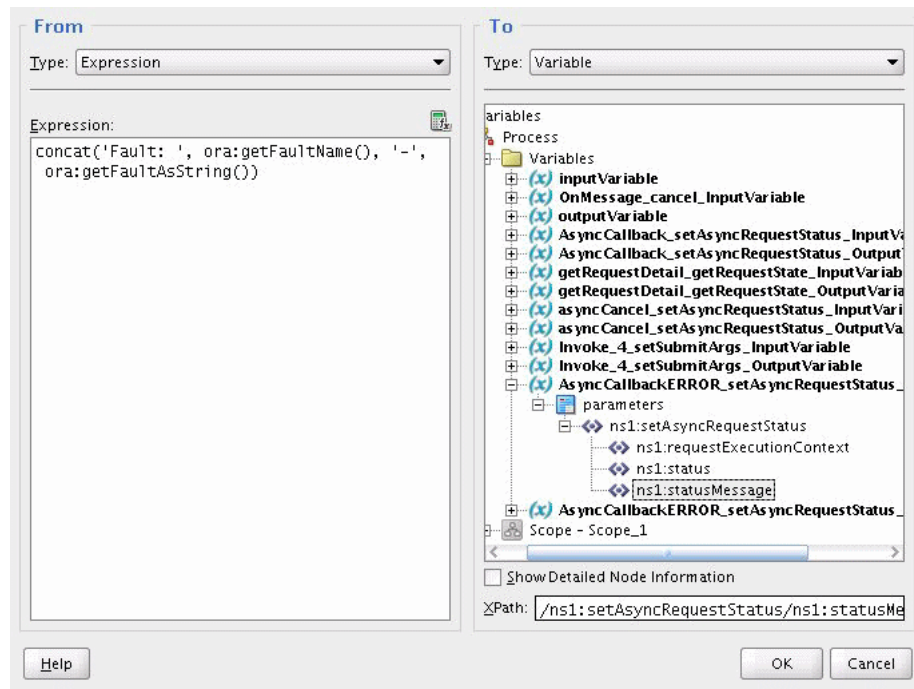 From
Type: Expression
Expression:
concat('Fault: ', ora:getFaultName(), '-',
ora:getFaultAsString())
To
Type: Variable
ariables
Process
Variables
inputVariable
OnMessage_cancel_InputVariable
outputVariable
AsyncCallback_setAsyncRequestStatus_InputVa
AsyncCallback_setAsyncRequestStatus_Output
getRequestDetail_getRequestState_InputVariab
getRequestDetail_getRequestState_OutputVaria
asyncCancel_setAsyncRequestStatus_InputVari
asyncCancel_setAsyncRequestStatus_OutputVa
Invoke_4_setSubmitArgs_InputVariable
Invoke_4_setSubmitArgs_OutputVariable
AsyncCallbackERROR_setAsyncRequestStatus_
parameters
ns1:setAsyncRequestStatus
ns1:requestExecutionContext
ns1:status
ns1:statusMessage
AsyncCallbackERROR_setAsyncRequestStatus_
Scope - Scope_1
Show Detailed Node Information
XPath: /ns1:setAsyncRequestStatus/ns1:statusMe
Help
OK
Cancel